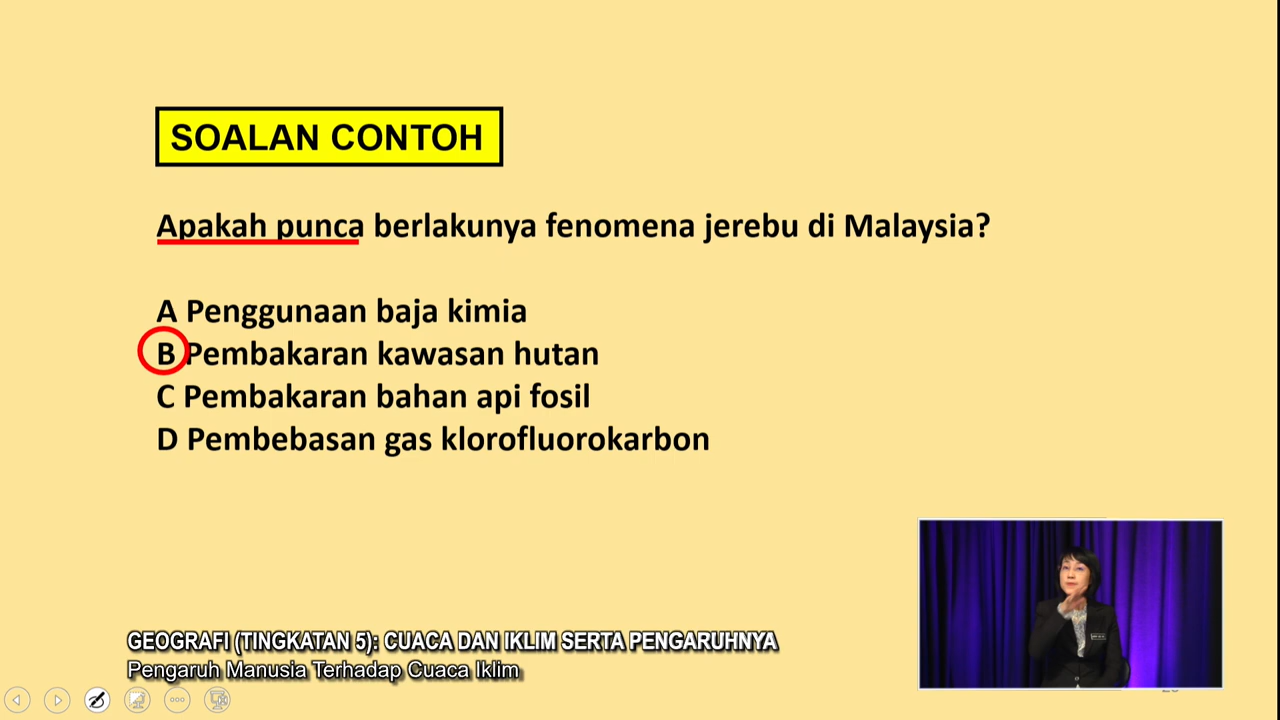 SOALAN CONTOH
Apakah punca berlakunya fenomena jerebu di Malaysia?
A Penggunaan baja kimia
B Pembakaran kawasan hutan
C Pembakaran bahan api fosil
D Pembebasan gas klorofluorokarbon
GEOGRAFI (TINGKATAN 5): CUACA DAN IKLIM SERTA PENGARUHNYA
Pengaruh Manusia Terhadap Cuaca Iklim